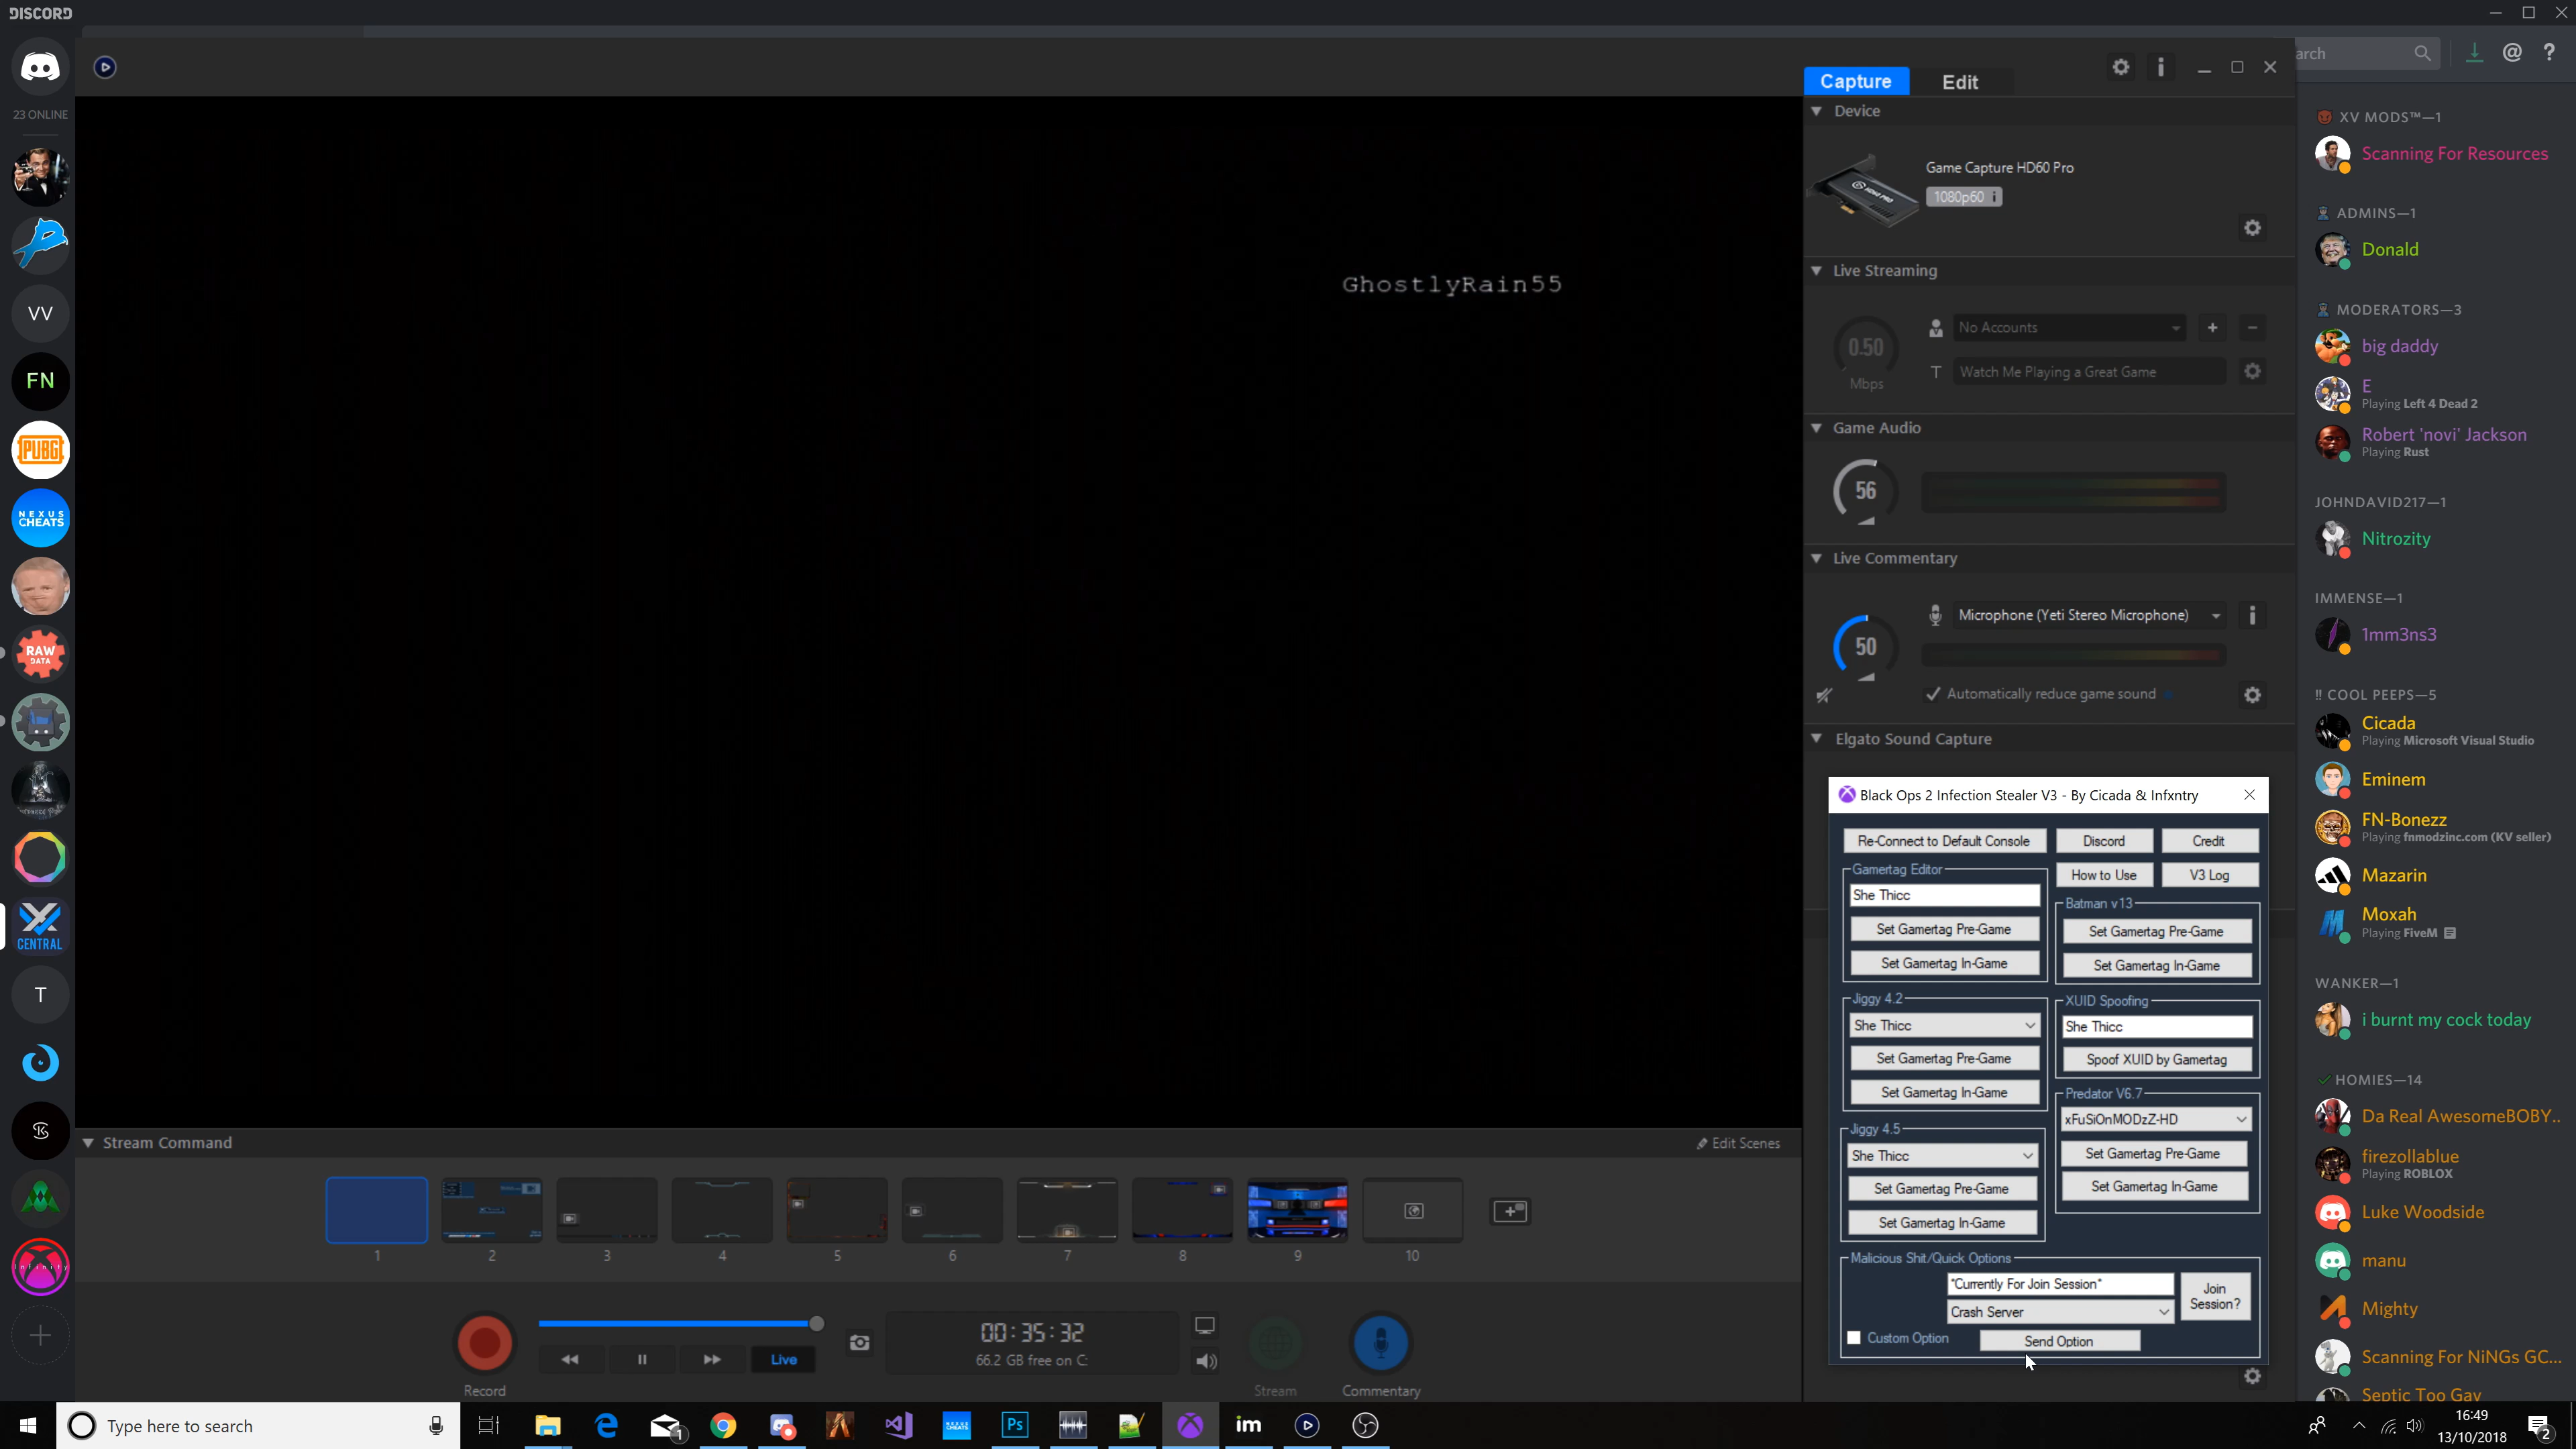 DISCORD
23 ONLINE
VV
FN
PUBG
NEXUS
CHEATS
RAW
DATA
CENTRAL
T
Infinity
GhostlyRain55
Capture
Edit
Device
Game Capture HD60 Pro
1080p60 i
Live Streaming
0.50
Mbps
No Accounts
T
Watch Me Playing a Great Game
Game Audio
56
Live Commentary
50
Microphone (Yeti Stereo Microphone)
Automatically reduce game sound
Elgato Sound Capture
Black Ops 2 Infection Stealer V3 - By Cicada & Infxntry
Re-Connect to Default Console
Discord
Credit
Gamertag Editor
She Thicc
Set Gamertag Pre-Game
Set Gamertag In-Game
How to Use
V3 Log
Batman v13
Set Gamertag Pre-Game
Set Gamertag In-Game
Jiggy 4.2
She Thicc
Set Gamertag Pre-Game
Set Gamertag In-Game
XUID Spoofing
She Thicc
Spoof XUID by Gamertag
Predator V6.7
xFuSiOnMODzZ-HD
Set Gamertag Pre-Game
Set Gamertag In-Game
Jiggy 4.5
She Thicc
Set Gamertag Pre-Game
Set Gamertag In-Game
Malicious Shit/Quick Options
"Currently For Join Session"
Crash Server
Join
Session?
Custom Option
Send Option
Stream Command
Edit Scenes
1
2
3
4
5
6
7
8
9
10
Record
Live
00:35:32
66.2 GB free on C:
Stream
Commentary
arch
XV MODS™—1
Scanning For Resources
ADMINS—1
Donald
MODERATORS—3
big daddy
E
Playing Left 4 Dead 2
Robert 'novi' Jackson
Playing Rust
JOHNDAVID217—1
Nitrozity
IMMENSE—1
1mm3ns3
!! COOL PEEPS—5
Cicada
Playing Microsoft Visual Studio
Eminem
FN-Bonezz
Playing fnmodzinc.com (KV seller)
Mazarin
Moxah
Playing FiveM
WANKER—1
i burnt my cock today
HOMIES—14
Da Real AwesomeBOBY...
firezollablue
Playing ROBLOX
Luke Woodside
manu
Mighty
Scanning For NiNGs GC...
Septic Too Gay
Type here to search
1
Ps
NEXUS
CHEATS
im
16:49
13/10/2018
2